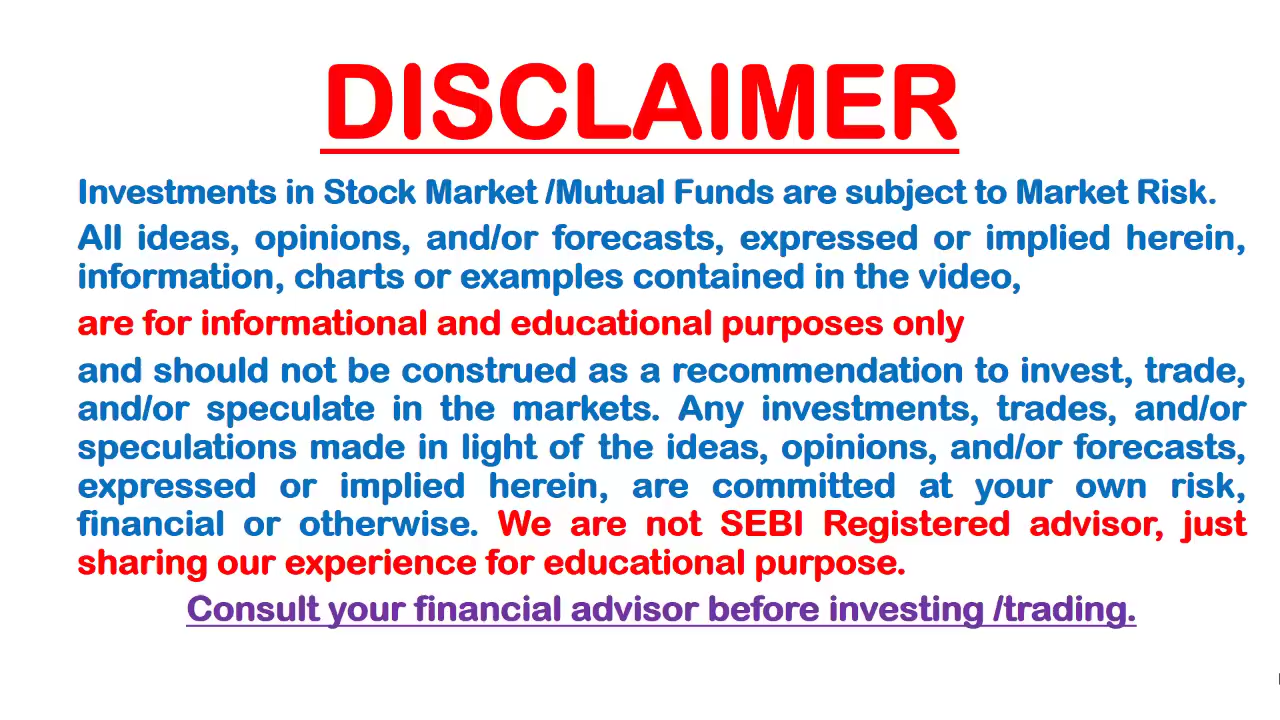 DISCLAIMER
Investments in Stock Market /Mutual Funds are subject to Market Risk.
All ideas, opinions, and/or forecasts, expressed or implied herein,
information, charts or examples contained in the video,
are for informational and educational purposes only
and should not be construed as a recommendation to invest, trade,
and/or speculate in the markets. Any investments, trades, and/or
speculations made in light of the ideas, opinions, and/or forecasts,
expressed or implied herein, are committed at your own risk,
financial or otherwise. We are not SEBI Registered advisor, just
sharing our experience for educational purpose.
Consult your financial advisor before investing /trading.